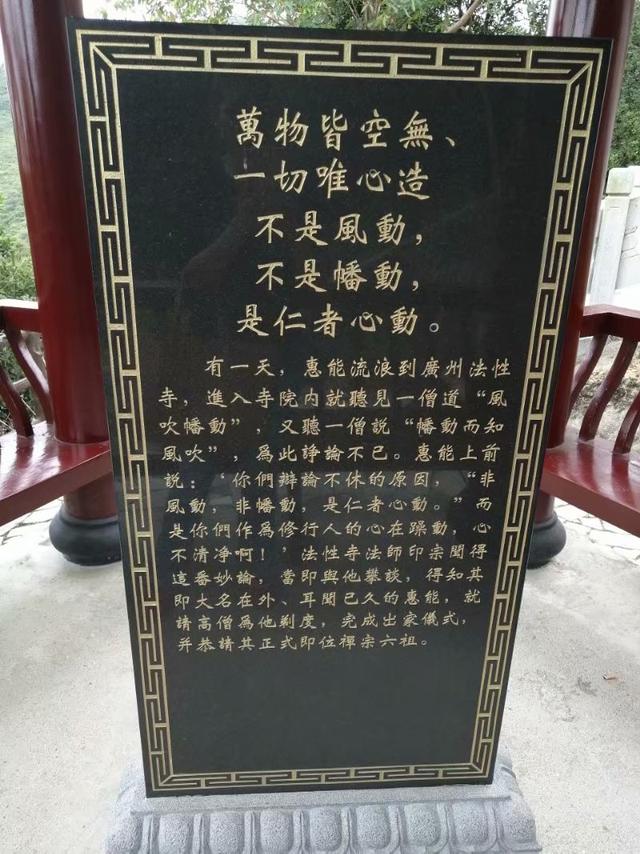 萬物皆空無、
一切唯心造
不是風動，
不是幡動，
是仁者心動。
有一天，惠能流浪到廣州法性
寺，進入寺院內就聽見一僧道“風
吹幡動”，又聽一僧説“幡動而知
風吹”，為此諍論不已。惠能上前
説：‘你們辯論不休的原因，“非
風動，非幡動，是仁者心動。”而
是你們作為修行人的心在躁動，心
不清净啊！’法性寺法師印宗聞得
這番妙論，當即與他攀談，得知其
即大名在外、耳聞已久的惠能，就
請高僧為他剃度，完成出家儀式，
并恭請其正式即位禪宗六祖。